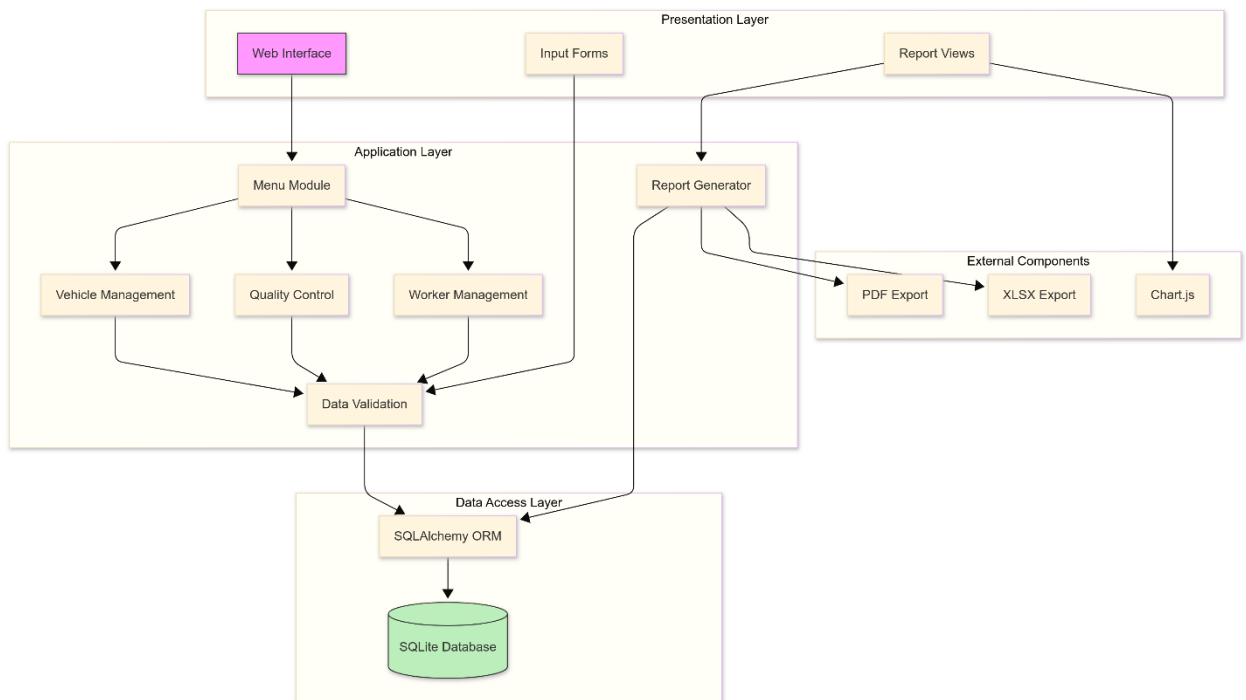 Presentation Layer
Web Interface
Input Forms
Report Views
Application Layer
Menu Module
Report Generator
External Components
Vehicle Management
Quality Control
Worker Management
PDF Export
XLSX Export
Chart.js
Data Validation
Data Access Layer
SQLAlchemy ORM
SQLite Database